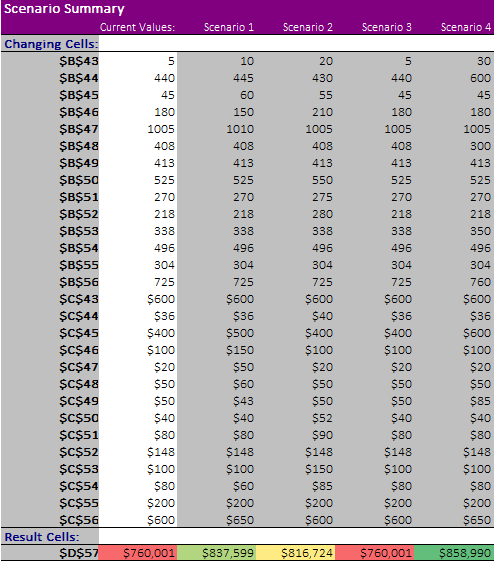 Scenario Summary
Current Values: Scenario 1 Scenario 2 Scenario 3 Scenario 4
Changing Cells:
$B$43 5 10 20 5 30
$B$44 440 445 430 440 600
$B$45 45 60 55 45 45
$B$46 180 150 210 180 180
$B$47 1005 1010 1005 1005 1005
$B$48 408 408 408 408 300
$B$49 413 413 413 413 413
$B$50 525 525 550 525 525
$B$51 270 270 275 270 270
$B$52 218 218 280 218 218
$B$53 338 338 338 338 350
$B$54 496 496 496 496 496
$B$55 304 304 304 304 304
$B$56 725 725 725 725 760
$C$43 $600 $600 $600 $600 $600
$C$44 $36 $36 $40 $36 $36
$C$45 $400 $500 $400 $400 $600
$C$46 $100 $150 $100 $100 $100
$C$47 $20 $50 $20 $20 $20
$C$48 $50 $60 $50 $50 $50
$C$49 $50 $43 $50 $50 $85
$C$50 $40 $40 $52 $40 $40
$C$51 $80 $80 $90 $80 $80
$C$52 $148 $148 $148 $148 $148
$C$53 $100 $100 $150 $100 $100
$C$54 $80 $60 $85 $80 $80
$C$55 $200 $200 $200 $200 $200
$C$56 $600 $650 $600 $600 $650
Result Cells:
$D$57 $760,001 $837,599 $816,724 $760,001 $858,990